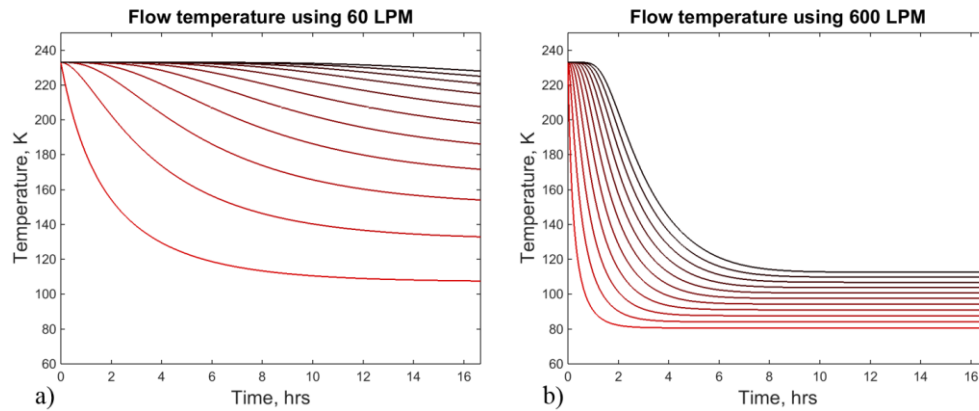 Flow temperature using 60 LPM
240
220
200
180
160
140
120
100
80
60
Temperature, K
0 2 4 6 8 10 12 14 16
Time, hrs
a)
Flow temperature using 600 LPM
240
220
200
180
160
140
120
100
80
60
Temperature, K
0 2 4 6 8 10 12 14 16
Time, hrs
b)